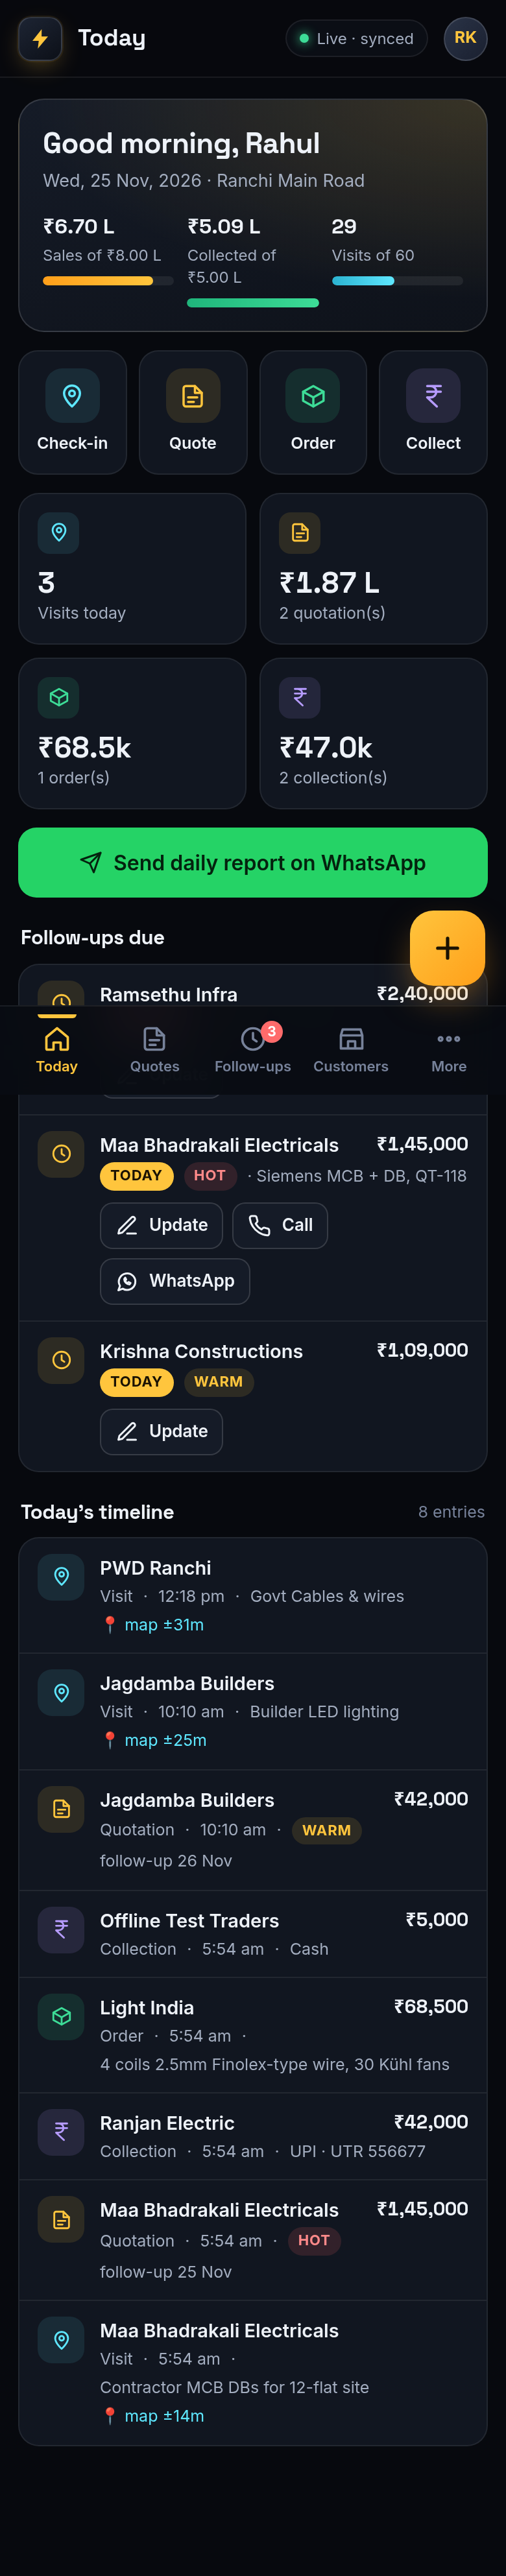 Today
Live · synced
RK
Good morning, Rahul
Wed, 25 Nov, 2026 · Ranchi Main Road
₹6.70 L
₹5.09 L
29
Sales of ₹8.00 L
Collected of
₹5.00 L
Visits of 60
Check-in
Quote
Order
Collect
3
Visits today
₹1.87 L
2 quotation(s)
₹68.5k
1 order(s)
₹47.0k
2 collection(s)
Send daily report on WhatsApp
Follow-ups due
Ramsethu Infra
₹2,40,000
Today
Quotes
3
Follow-ups
Customers
More
Maa Bhadrakali Electricals
₹1,45,000
TODAY HOT · Siemens MCB + DB, QT-118
Update
Call
WhatsApp
Krishna Constructions
₹1,09,000
TODAY WARM
Update
Today's timeline
8 entries
PWD Ranchi
Visit · 12:18 pm · Govt Cables & wires
📍 map ±31m
Jagdamba Builders
Visit · 10:10 am · Builder LED lighting
📍 map ±25m
Jagdamba Builders
₹42,000
Quotation · 10:10 am · WARM
follow-up 26 Nov
Offline Test Traders
₹5,000
Collection · 5:54 am · Cash
Light India
₹68,500
Order · 5:54 am ·
4 coils 2.5mm Finolex-type wire, 30 Kühl fans
Ranjan Electric
₹42,000
Collection · 5:54 am · UPI · UTR 556677
Maa Bhadrakali Electricals
₹1,45,000
Quotation · 5:54 am · HOT
follow-up 25 Nov
Maa Bhadrakali Electricals
Visit · 5:54 am ·
Contractor MCB DBs for 12-flat site
📍 map ±14m